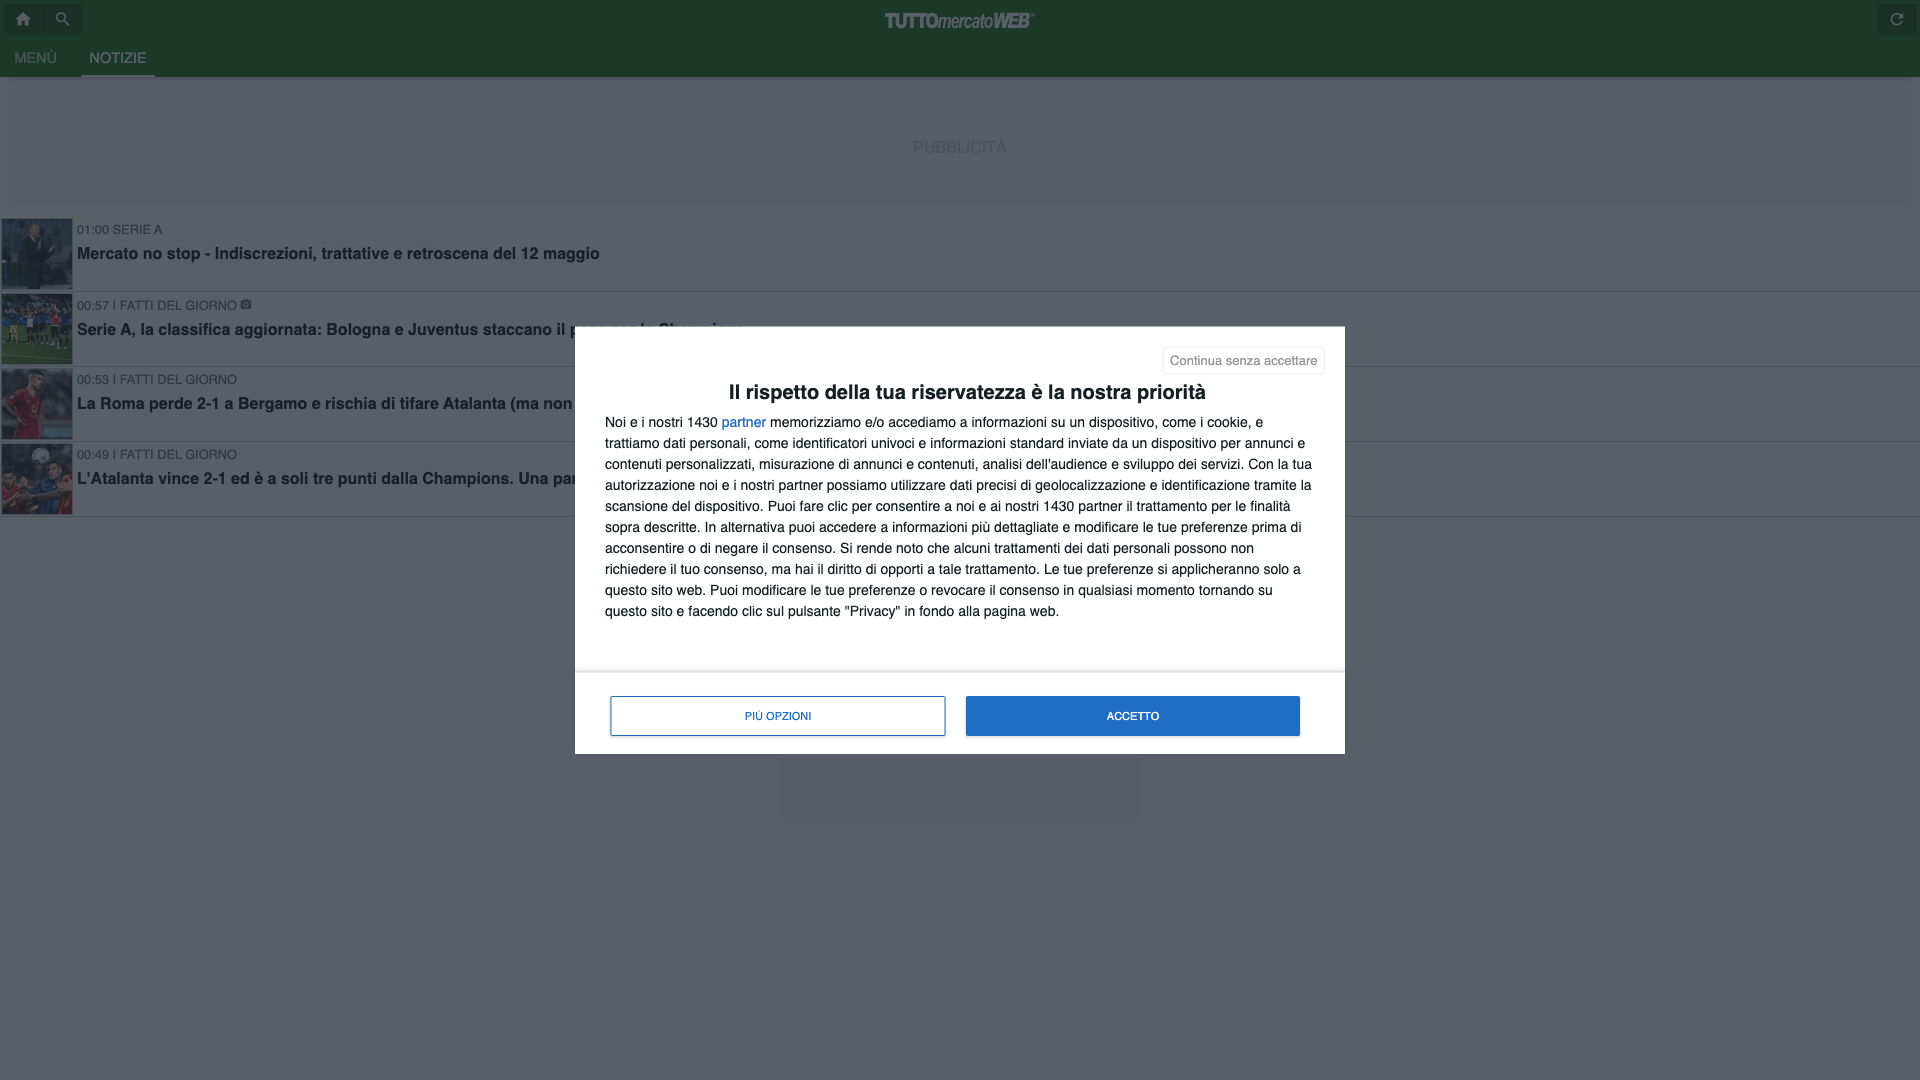 TUTTOmercatoWEB
MENÙ NOTIZIE
PUBBLICITÀ
01:00 SERIE A
Mercato no stop - Indiscrezioni, trattative e retroscena del 12 maggio
00:57 I FATTI DEL GIORNO
Serie A, la classifica aggiornata: Bologna e Juventus staccano il
00:53 I FATTI DEL GIORNO
La Roma perde 2-1 a Bergamo e rischia di tifare Atalanta (ma non
00:49 I FATTI DEL GIORNO
L'Atalanta vince 2-1 ed è a soli tre punti dalla Champions. Una
Continua senza accettare
Il rispetto della tua riservatezza è la nostra priorità
Noi e i nostri 1430 partner memorizziamo e/o accediamo a informazioni su un dispositivo, come i cookie, e
trattiamo dati personali, come identificatori univoci e informazioni standard inviate da un dispositivo per annunci e
contenuti personalizzati, misurazione di annunci e contenuti, analisi dell'audience e sviluppo dei servizi. Con la tua
autorizzazione noi e i nostri partner possiamo utilizzare dati precisi di geolocalizzazione e identificazione tramite la
scansione del dispositivo. Puoi fare clic per consentire a noi e ai nostri 1430 partner il trattamento per le finalità
sopra descritte. In alternativa puoi accedere a informazioni più dettagliate e modificare le tue preferenze prima di
acconsentire o di negare il consenso. Si rende noto che alcuni trattamenti dei dati personali possono non
richiedere il tuo consenso, ma hai il diritto di opporti a tale trattamento. Le tue preferenze si applicheranno solo a
questo sito web. Puoi modificare le tue preferenze o revocare il consenso in qualsiasi momento tornando su
questo sito e facendo clic sul pulsante "Privacy" in fondo alla pagina web.
PIÙ OPZIONI ACCETTO